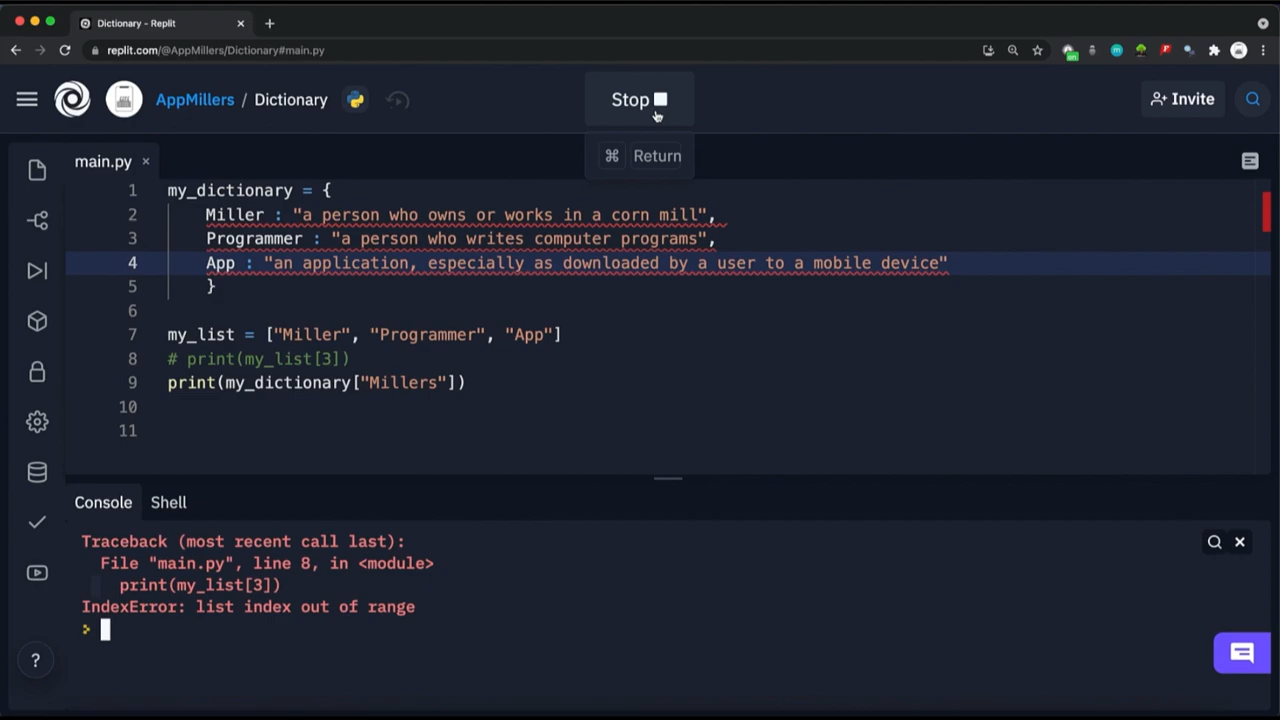 Dictionary - Replit
replit.com/@AppMillers/Dictionary#main.py
AppMillers / Dictionary
Stop
Invite
⌘ Return
main.py
1 my_dictionary = {
2 Miller : "a person who owns or works in a corn mill",
3 Programmer : "a person who writes computer programs",
4 App : "an application, especially as downloaded by a user to a mobile device"
5 }
6
7 my_list = ["Miller", "Programmer", "App"]
8 # print(my_list[3])
9 print(my_dictionary["Millers"])
10
11
Console Shell
Traceback (most recent call last):
File "main.py", line 8, in <module>
print(my_list[3])
IndexError: list index out of range
>
?